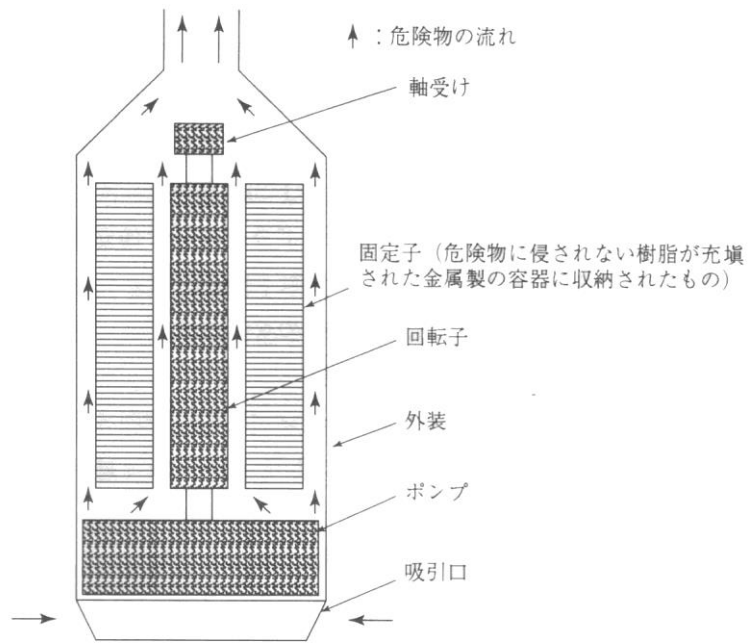 ：危険物の流れ
軸受け
固定子（危険物に侵されない樹脂が充塡
された金属製の容器に収納されたもの）
回転子
外装
ポンプ
吸引口